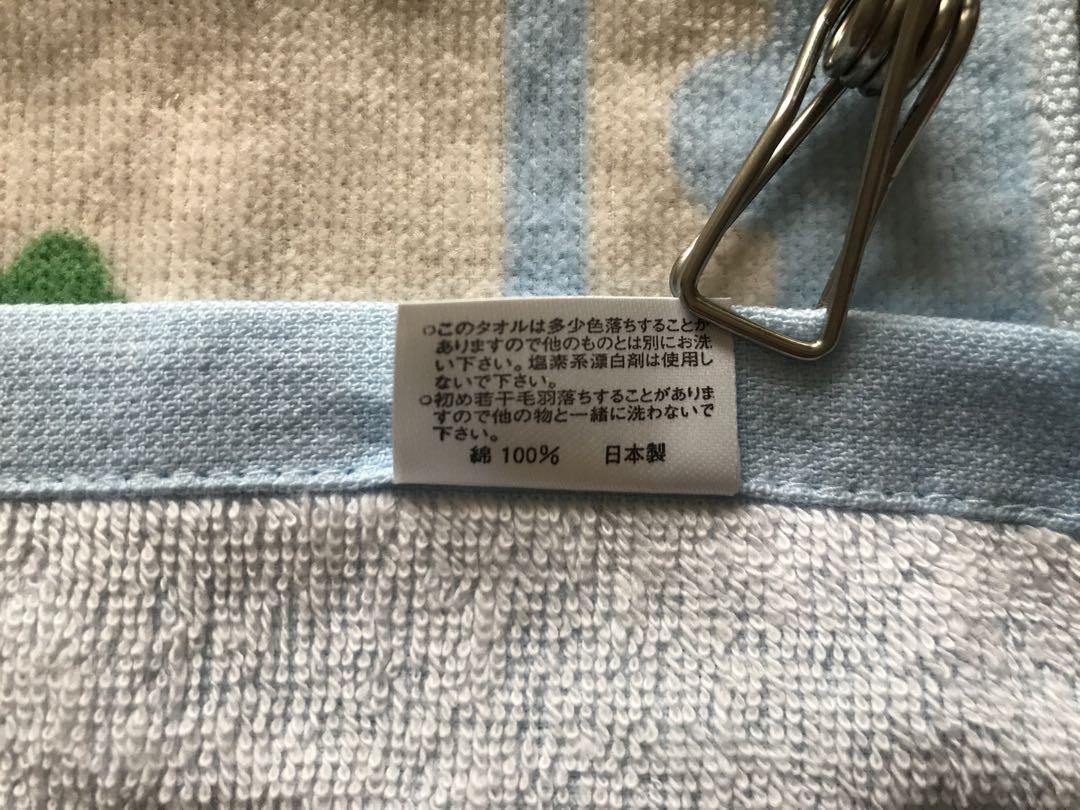 ○このタオルは多少色落ちすることが
ありますので他のものとは別にお洗
い下さい。塩素系漂白剤は使用し
ないで下さい。
○初め若干毛羽落ちすることがありま
すので他の物と一緒に洗わないで
下さい。
綿 100% 日本製